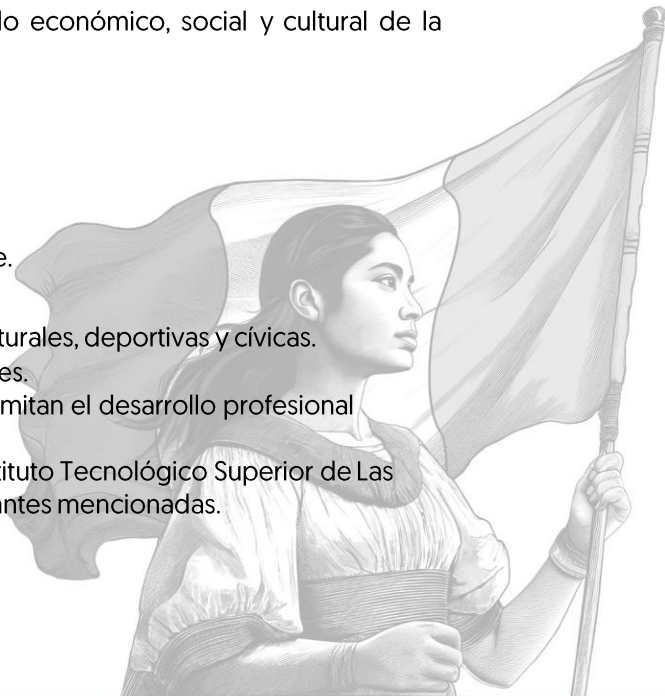 lo económico, social y cultural de la
e.
turales, deportivas y cívicas.
es.
mitan el desarrollo profesional
tituto Tecnológico Superior de Las
antes mencionadas.